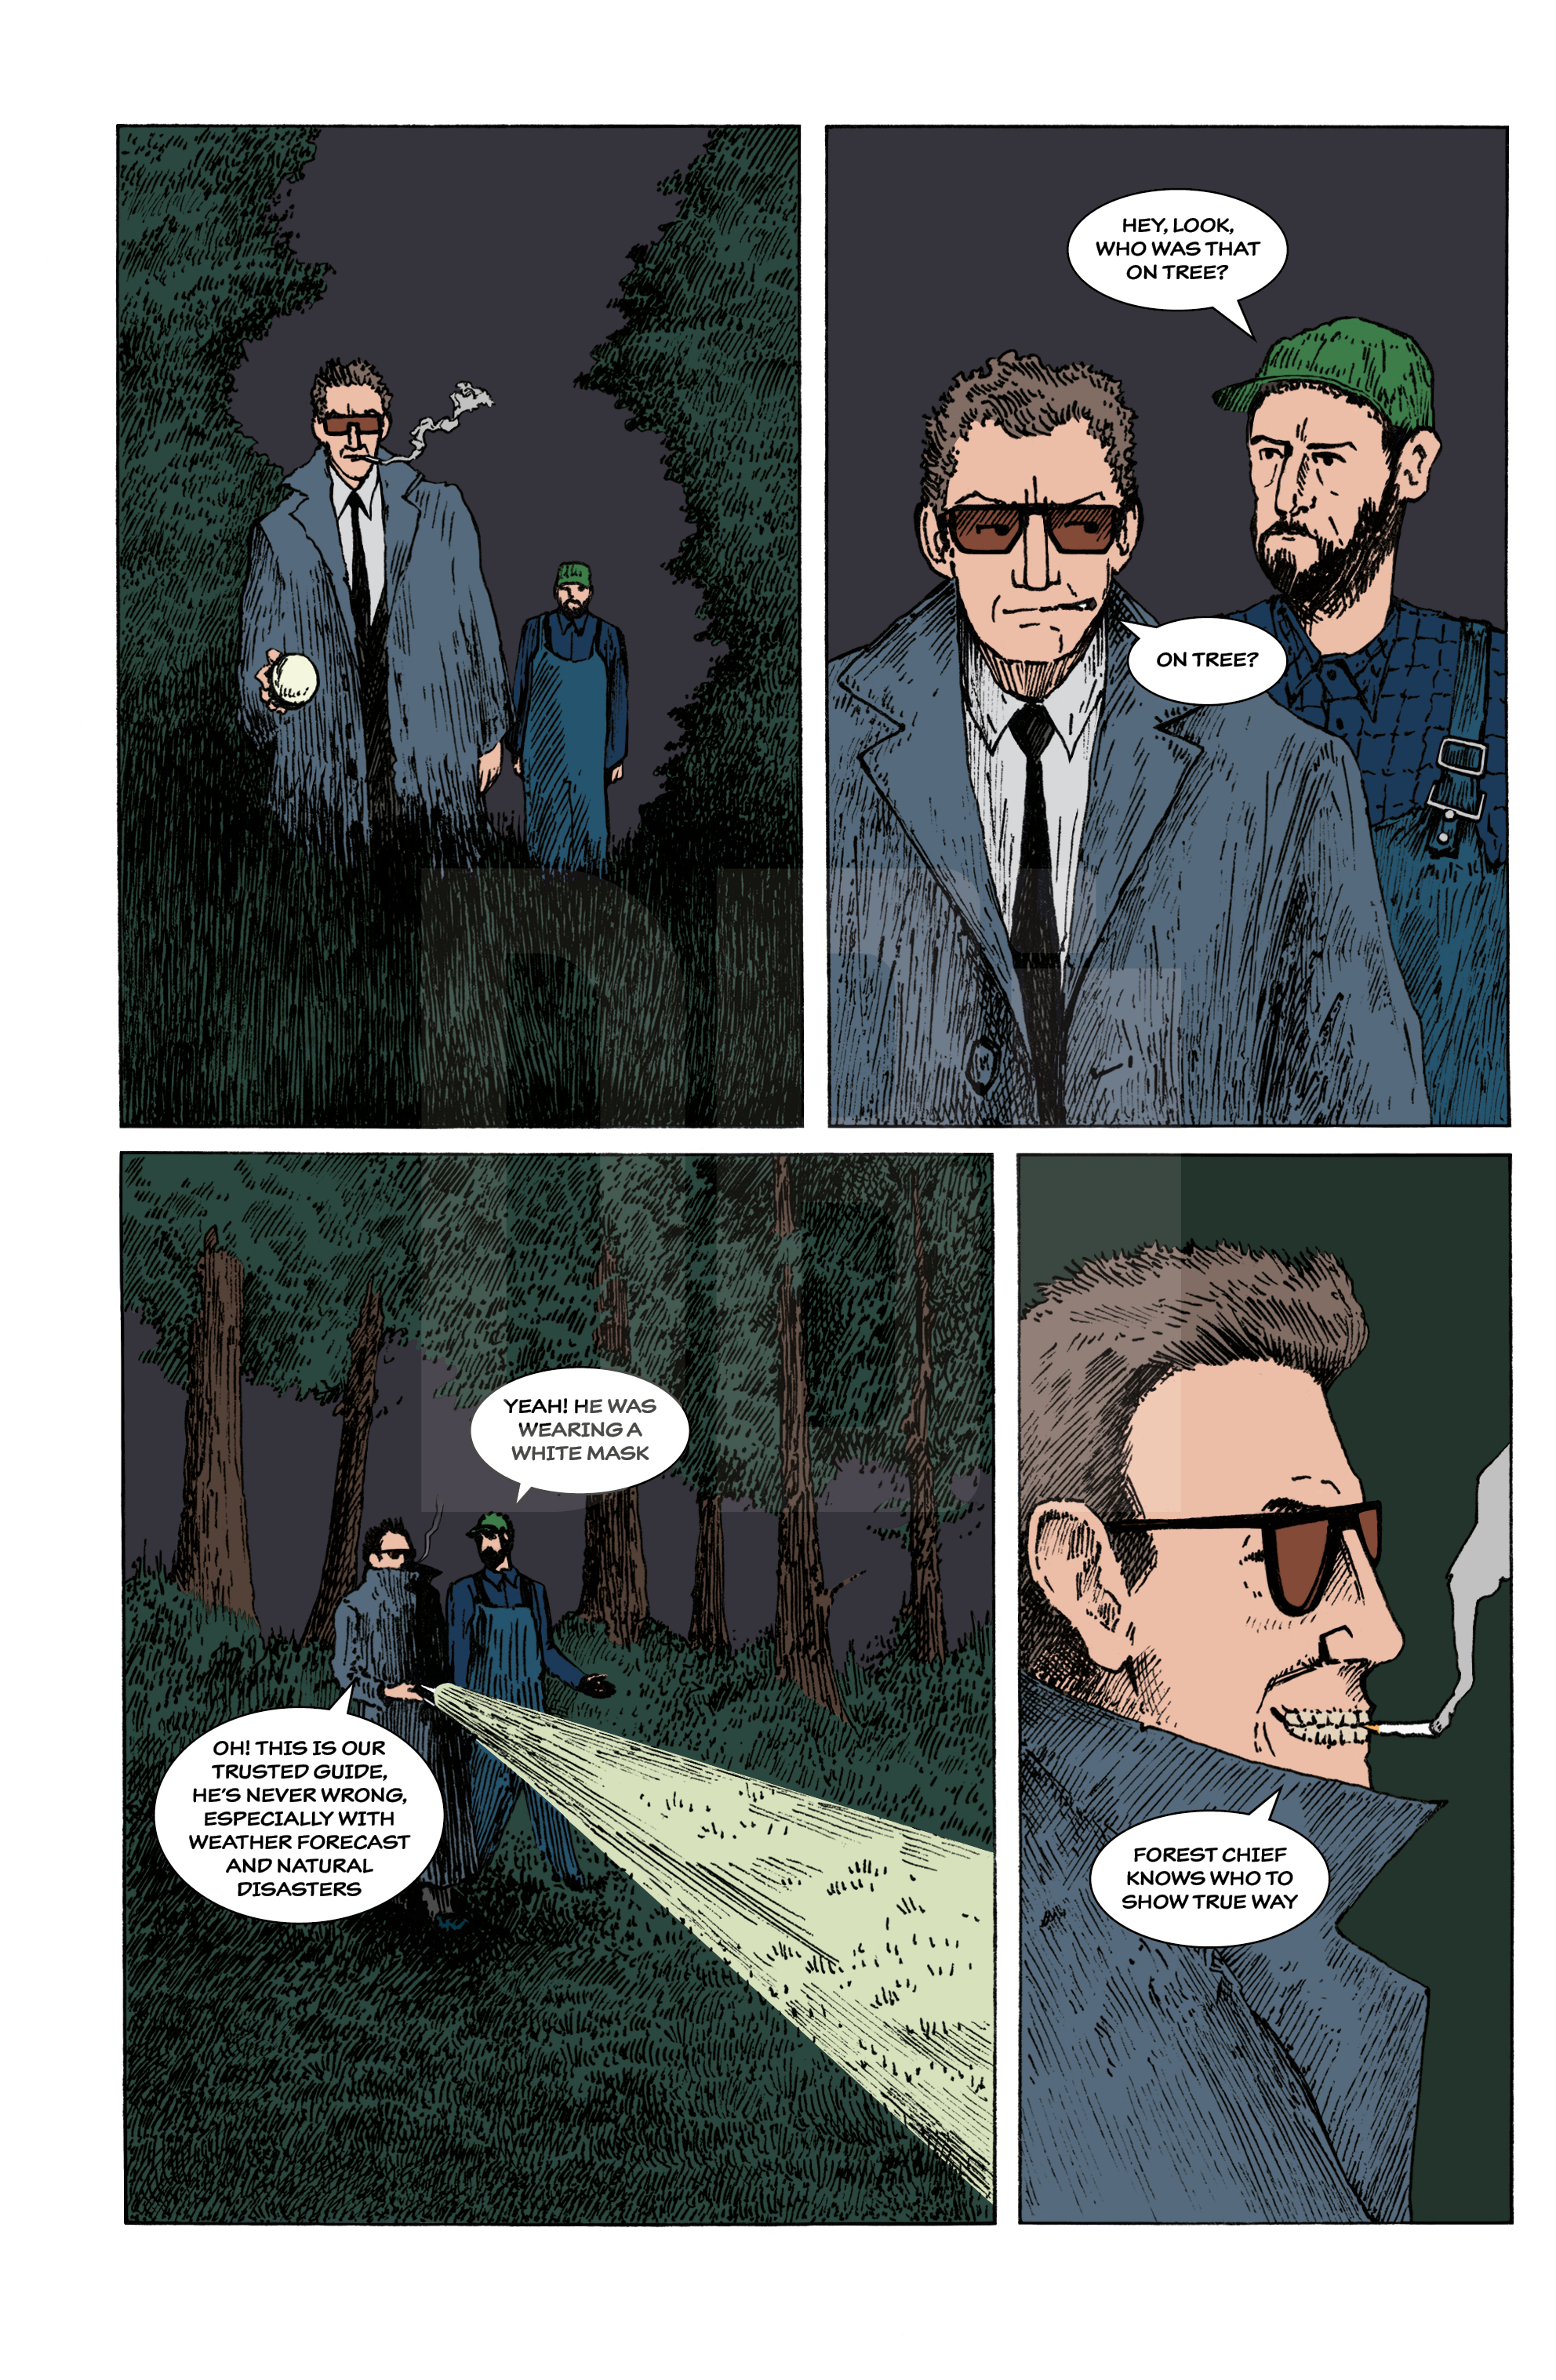 HEY, LOOK,
WHO WAS THAT
ON TREE?
ON TREE?
YEAH! HE WAS
WEARING A
WHITE MASK
OH! THIS IS OUR
TRUSTED GUIDE,
HE'S NEVER WRONG,
ESPECIALLY WITH
WEATHER FORECAST
AND NATURAL
DISASTERS
FOREST CHIEF
KNOWS WHO TO
SHOW TRUE WAY